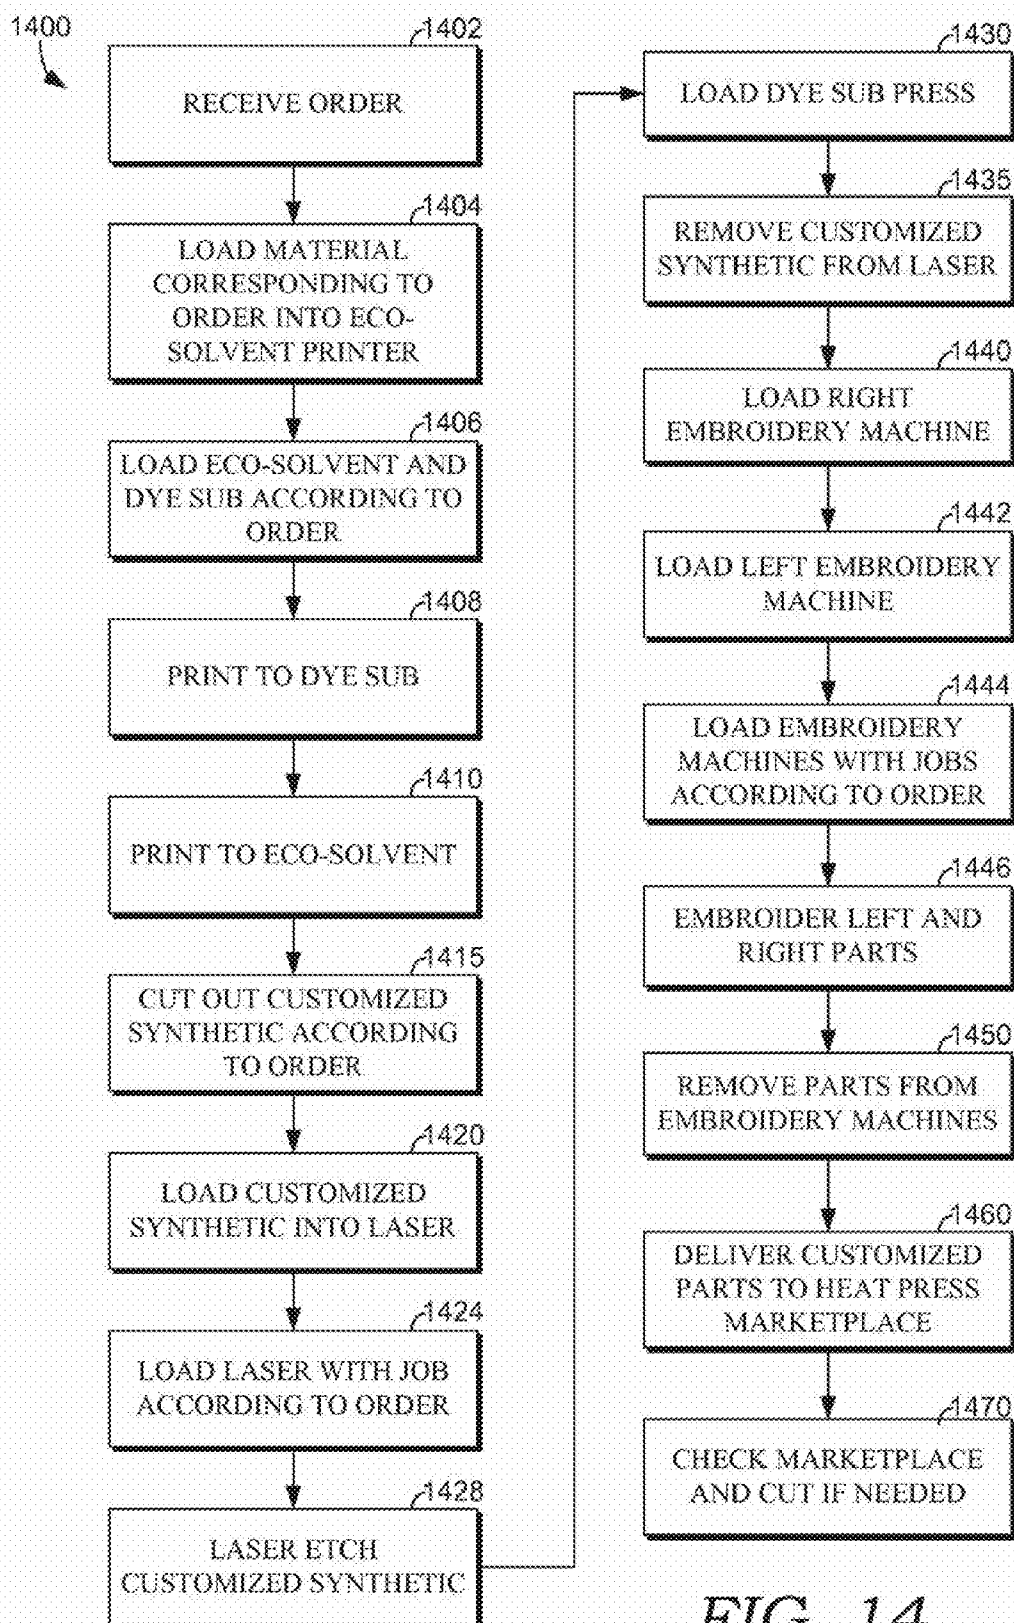 1400
1402
RECEIVE ORDER
1404
LOAD MATERIAL
CORRESPONDING TO
ORDER INTO ECO-
SOLVENT PRINTER
1406
LOAD ECO-SOLVENT AND
DYE SUB ACCORDING TO
ORDER
1408
PRINT TO DYE SUB
1410
PRINT TO ECO-SOLVENT
1415
CUT OUT CUSTOMIZED
SYNTHETIC ACCORDING
TO ORDER
1420
LOAD CUSTOMIZED
SYNTHETIC INTO LASER
1424
LOAD LASER WITH JOB
ACCORDING TO ORDER
1428
LASER ETCH
CUSTOMIZED SYNTHETIC
1430
LOAD DYE SUB PRESS
1435
REMOVE CUSTOMIZED
SYNTHETIC FROM LASER
1440
LOAD RIGHT
EMBROIDERY MACHINE
1442
LOAD LEFT EMBROIDERY
MACHINE
1444
LOAD EMBROIDERY
MACHINES WITH JOBS
ACCORDING TO ORDER
1446
EMBROIDER LEFT AND
RIGHT PARTS
1450
REMOVE PARTS FROM
EMBROIDERY MACHINES
1460
DELIVER CUSTOMIZED
PARTS TO HEAT PRESS
MARKETPLACE
1470
CHECK MARKETPLACE
AND CUT IF NEEDED
FIG. 14